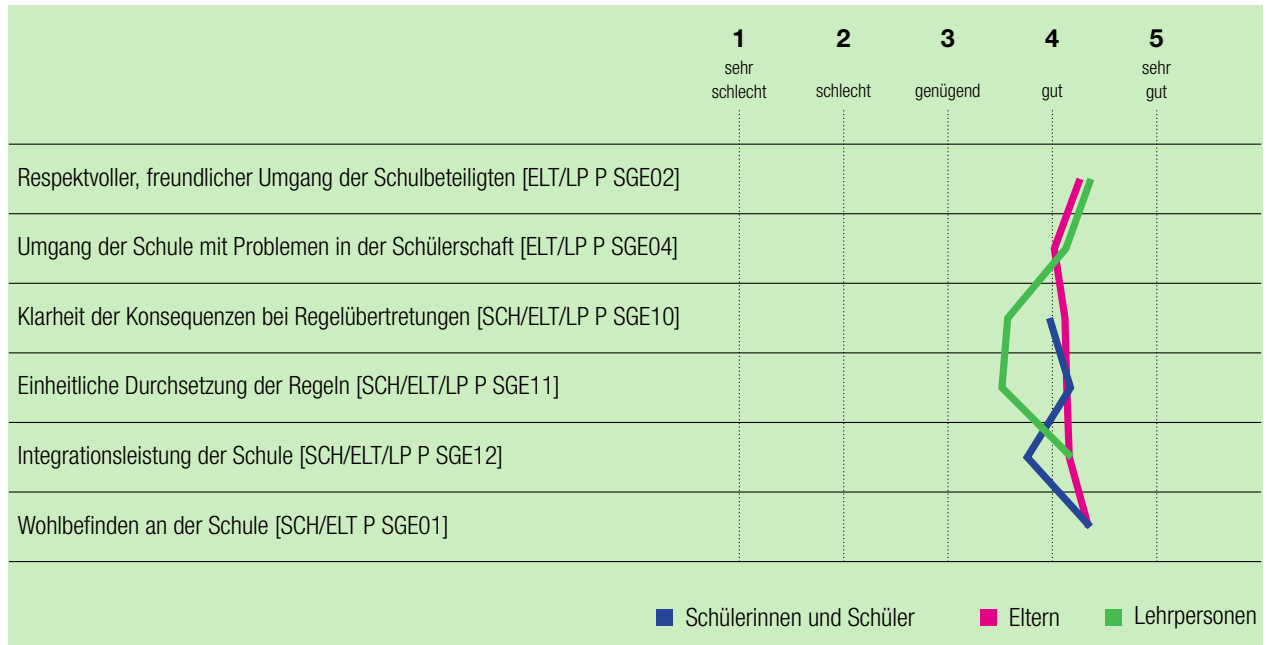 1 2 3 4 5
sehr schlecht schlecht genügend gut sehr gut
Respektvoller, freundlicher Umgang der Schulbeteiligten [ELT/LP P SGE02]
Umgang der Schule mit Problemen in der Schülerschaft [ELT/LP P SGE04]
Klarheit der Konsequenzen bei Regelübertretungen [SCH/ELT/LP P SGE10]
Einheitliche Durchsetzung der Regeln [SCH/ELT/LP P SGE11]
Integrationsleistung der Schule [SCH/ELT/LP P SGE12]
Wohlbefinden an der Schule [SCH/ELT P SGE01]
Schülerinnen und Schüler Eltern Lehrpersonen